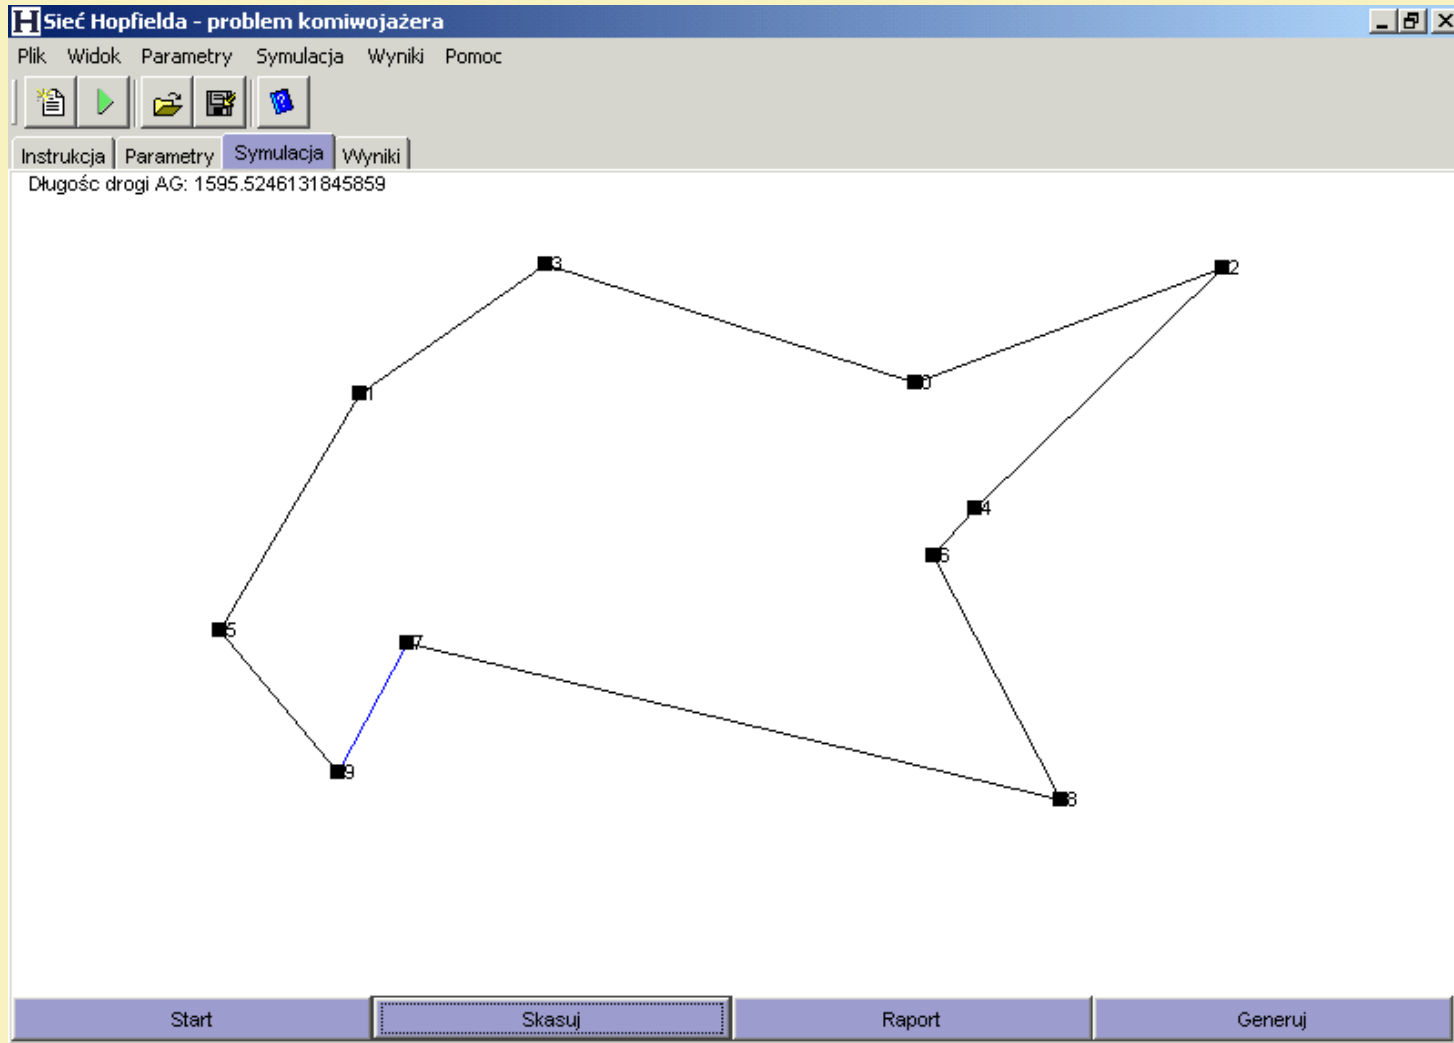 Sieć Hopfielda - problem komiwojażera
Plik Widok Parametry Symulacja Wyniki Pomoc
Instrukcja Parametry Symulacja Wyniki
Długośc drogi AG: 1595.5246131845859
3
2
1
0
4
6
5
7
9
8
Start Skasuj Raport Generuj